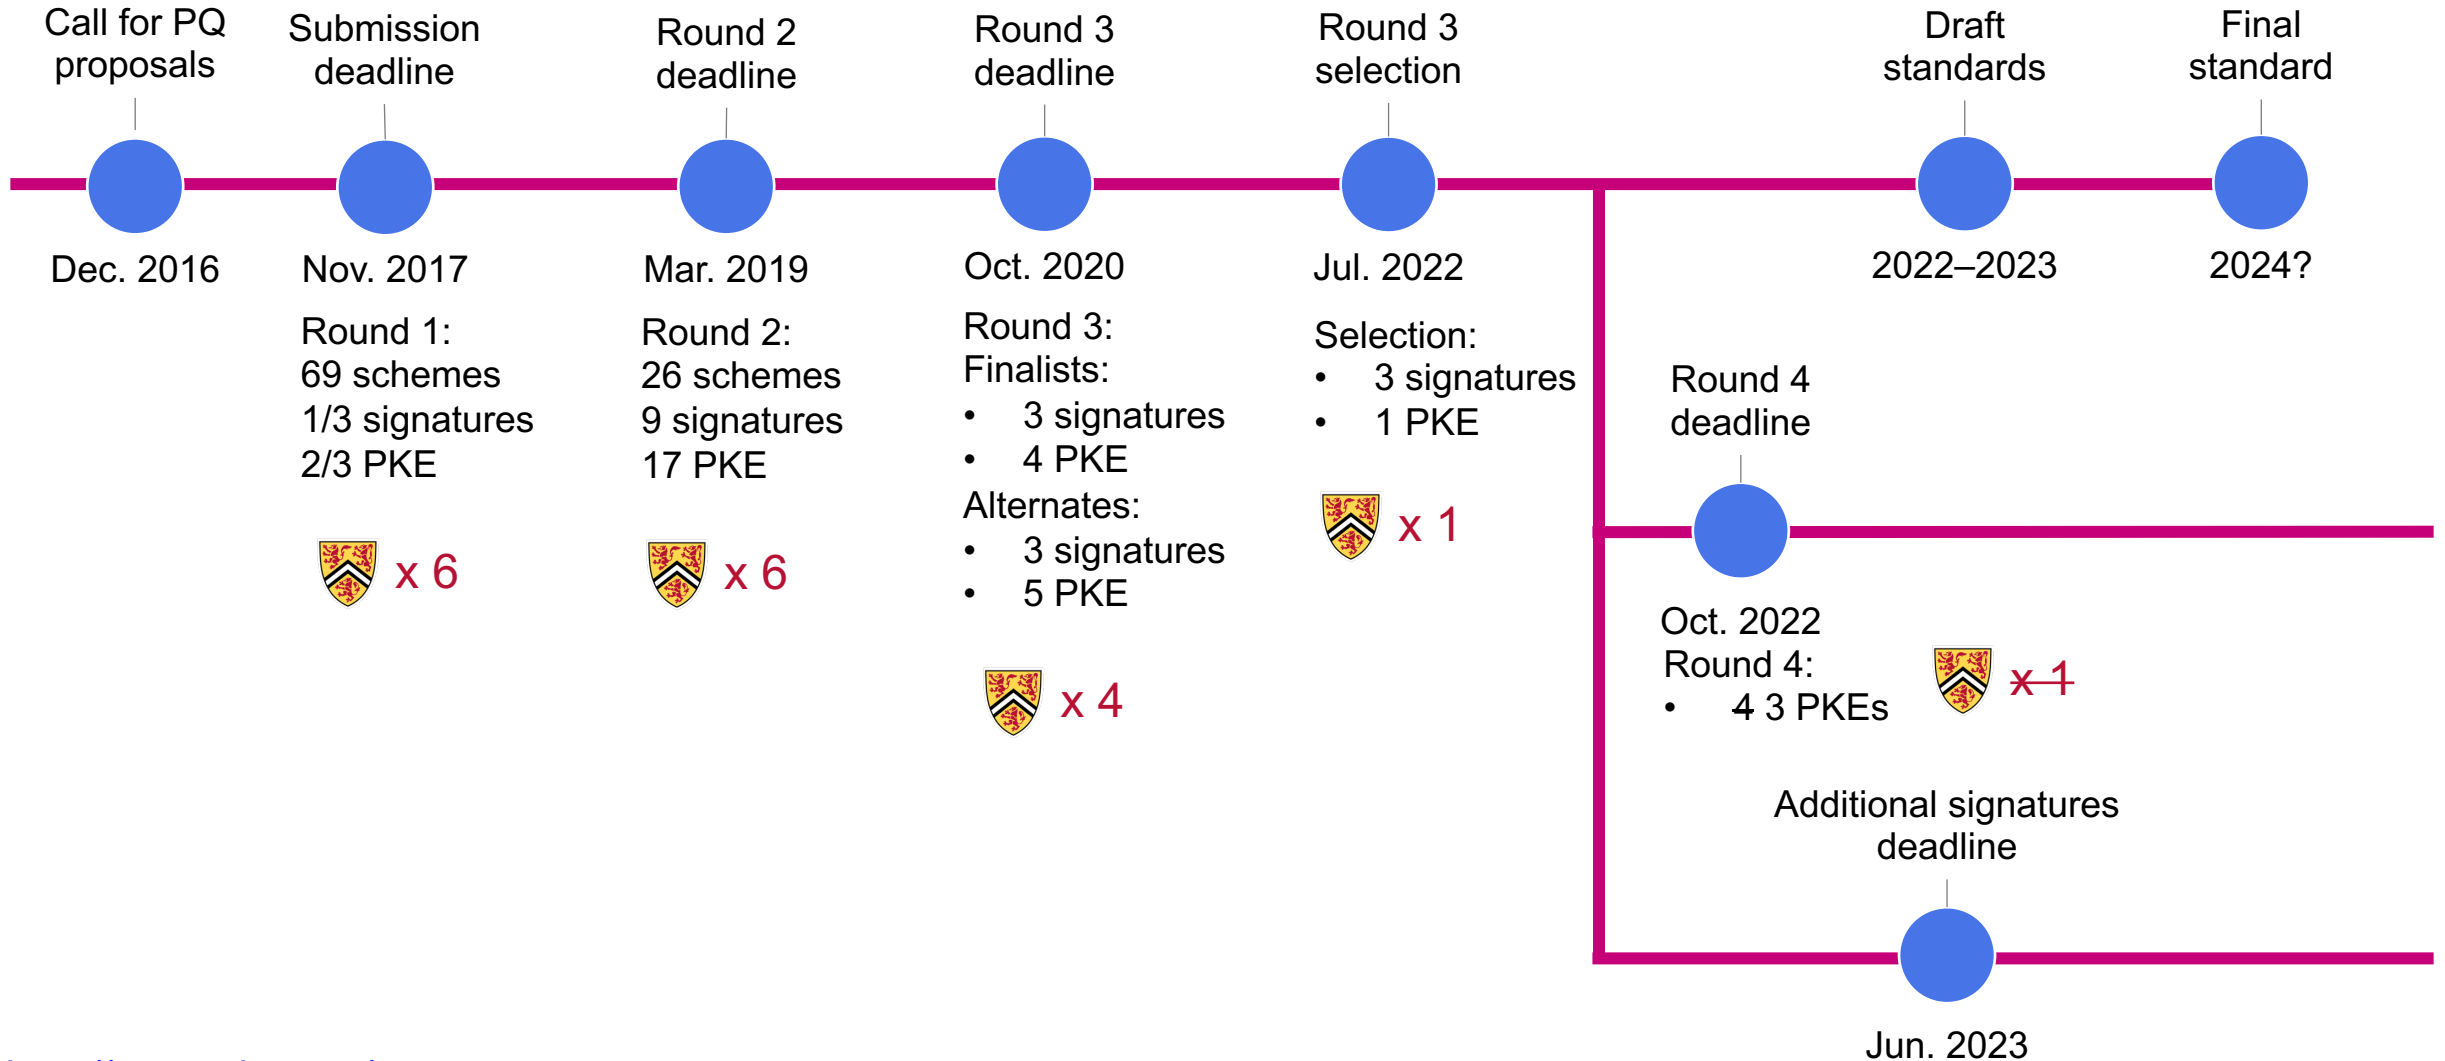 Call for PQ
proposals
Dec. 2016
Submission
deadline
Nov. 2017
Round 1:
69 schemes
1/3 signatures
2/3 PKE
x 6
Round 2
deadline
Mar. 2019
Round 2:
26 schemes
9 signatures
17 PKE
x 6
Round 3
deadline
Oct. 2020
Round 3:
Finalists:
• 3 signatures
• 4 PKE
Alternates:
• 3 signatures
• 5 PKE
x 4
Round 3
selection
Jul. 2022
Selection:
• 3 signatures
• 1 PKE
x 1
Draft
standards
2022–2023
Final
standard
2024?
Round 4
deadline
Oct. 2022
Round 4:
• 4 3 PKEs
x 1
Additional signatures
deadline
Jun. 2023